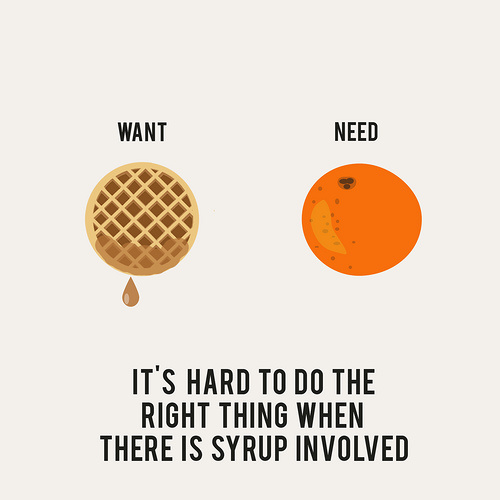 WANT
NEED
IT'S HARD TO DO THE
RIGHT THING WHEN
THERE IS SYRUP INVOLVED